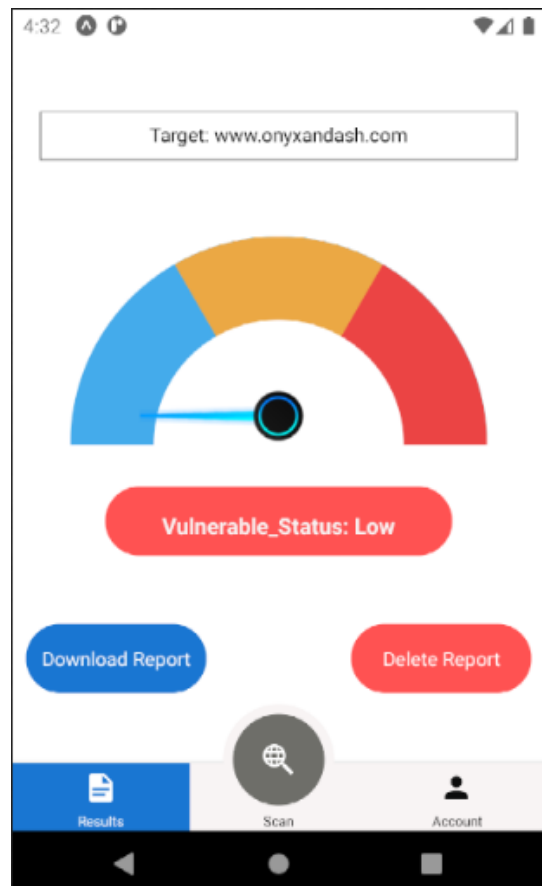 4:32
Target: www.onyxandash.com
Vulnerable_Status: Low
Download Report
Delete Report
Results
Scan
Account